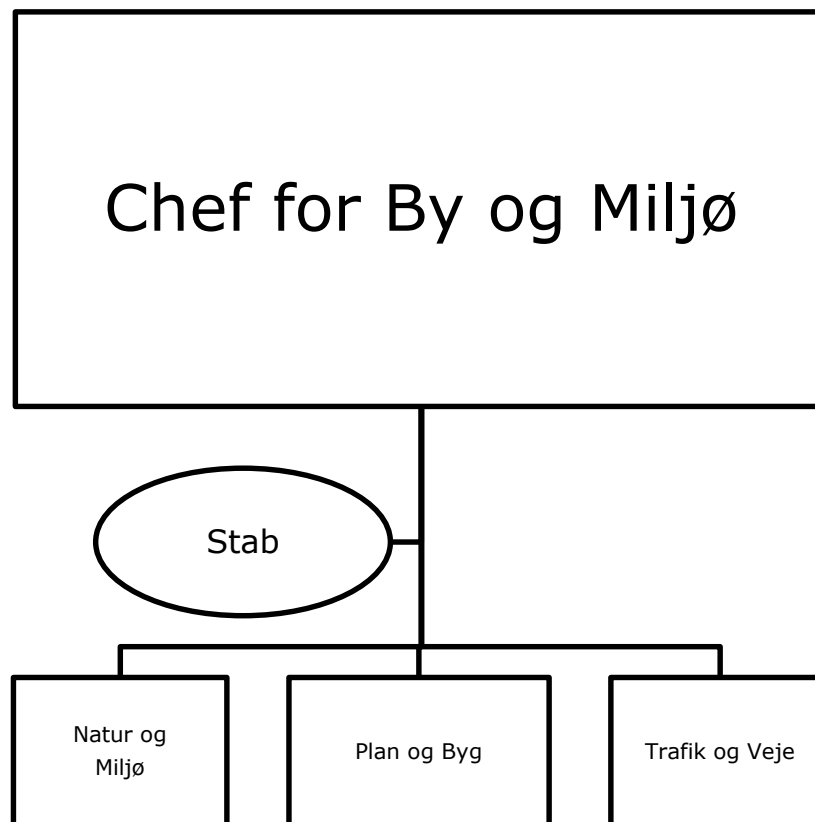 Chef for By og Miljø
Stab
Natur og
Miljø
Plan og Byg
Trafik og Veje